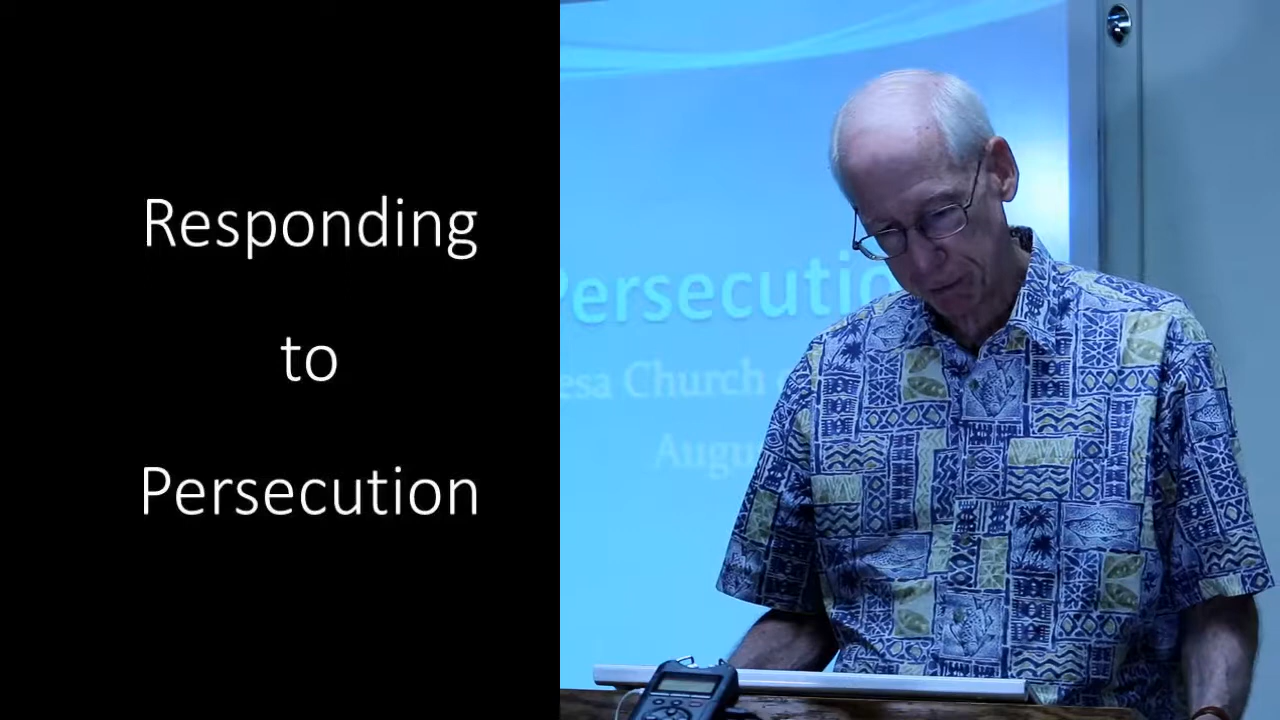 Responding
to
Persecution
Persecutio
esa Church
Augu